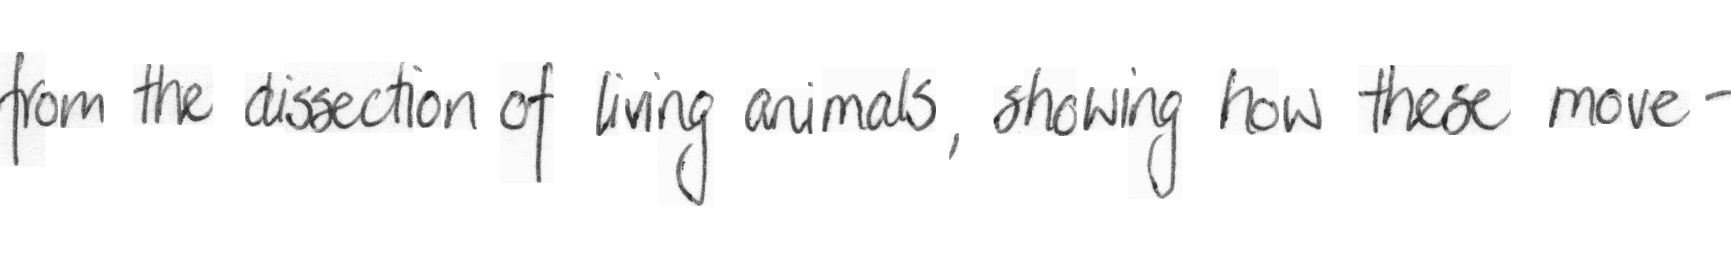 from the dissection of living animals, showing how these move-